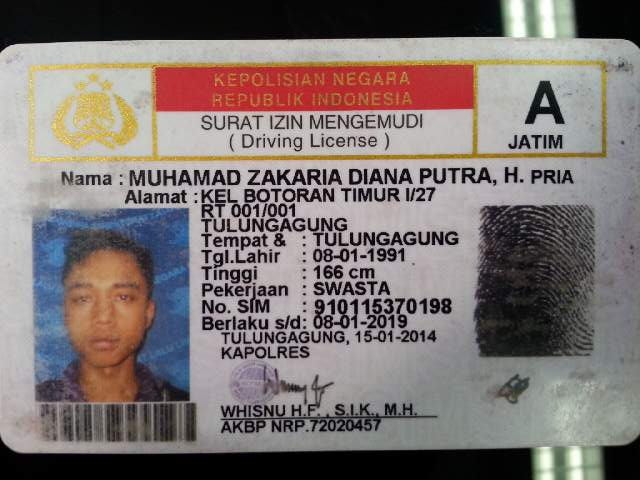 KEPOLISIAN NEGARA
REPUBLIK INDONESIA
SURAT IZIN MENGEMUDI
( Driving License )
A
JATIM
Nama : MUHAMAD ZAKARIA DIANA PUTRA, H. PRIA
Alamat : KEL BOTORAN TIMUR I/27
RT 001/001
TULUNGAGUNG
Tempat & : TULUNGAGUNG
Tgl.Lahir : 08-01-1991
Tinggi : 166 cm
Pekerjaan : SWASTA
No. SIM : 910115370198
Berlaku s/d : 08-01-2019
TULUNGAGUNG, 15-01-2014
KAPOLRES
WHISNU H.F. , S.I.K., M.H.
AKBP NRP.72020457